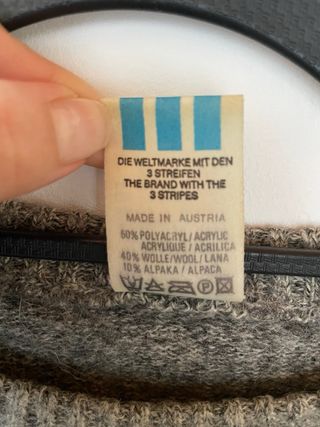 DIE WELTMARKE MIT DEN
3 STREIFEN
THE BRAND WITH THE
3 STRIPES
MADE IN AUSTRIA
60% POLYACRYL/ACRYLIC
ACRYLIQUE/ACRILICA
40% WOLLE/WOOL/LANA
10% ALPAKA/ALPACA
P